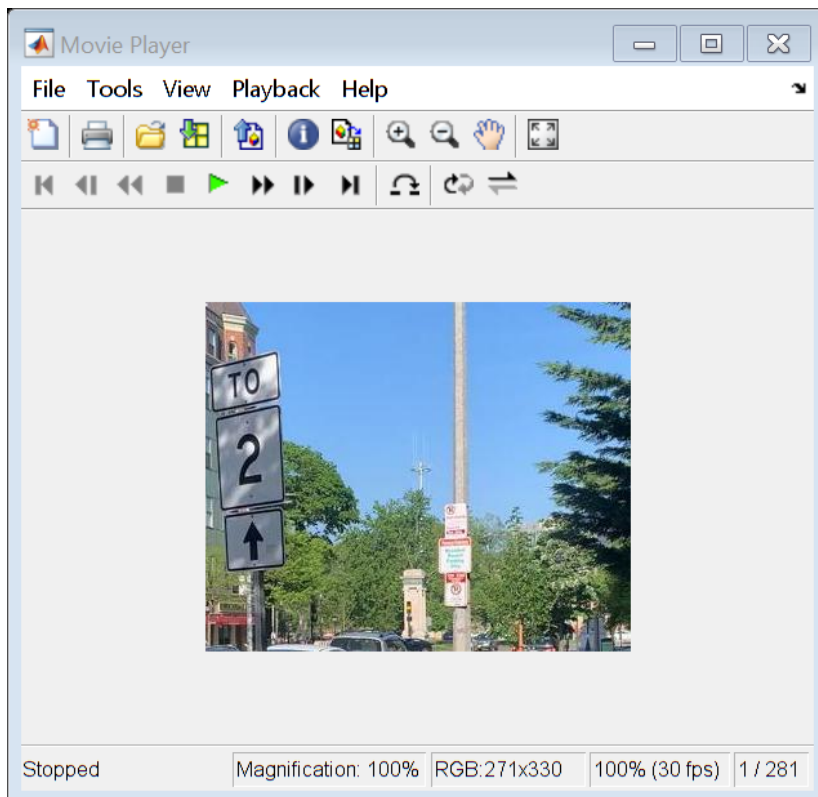 Movie Player
File Tools View Playback Help
TO
2
Stopped
Magnification: 100%
RGB:271x330
100% (30 fps)
1 / 281